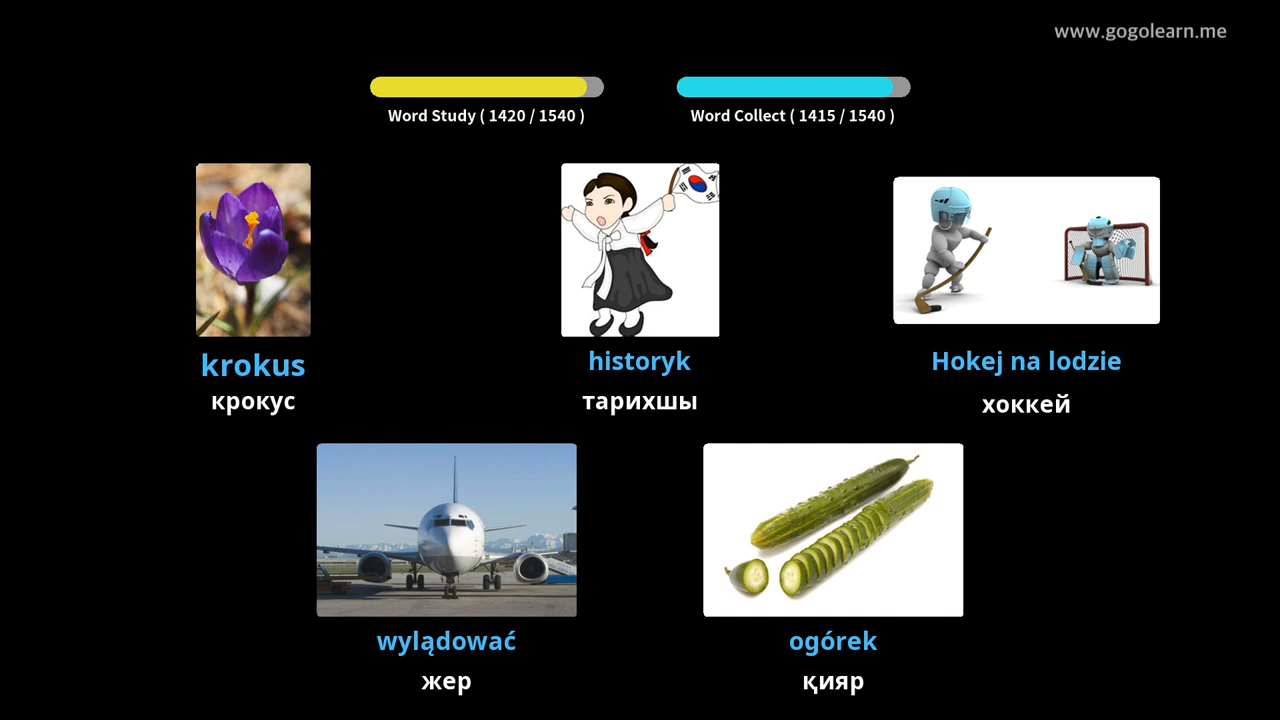 www.gogolearn.me
Word Study ( 1420 / 1540 )
Word Collect ( 1415 / 1540 )
krokus
крокус
historyk
тарихшы
Hokej na lodzie
хоккей
wylądować
жер
ogórek
қияр